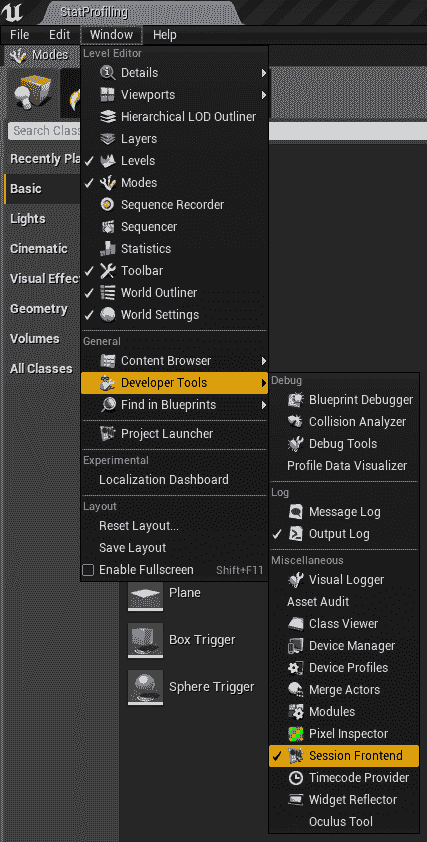 StatProfiling
File Edit Window Help
Modes
Search Clas
Recently Pla
Basic
Lights
Cinematic
Visual Effec
Geometry
Volumes
All Classes
Level Editor
Details
Viewports
Hierarchical LOD Outliner
Layers
Levels
Modes
Sequence Recorder
Sequencer
Statistics
Toolbar
World Outliner
World Settings
General
Content Browser
Developer Tools
Find in Blueprints
Project Launcher
Experimental
Localization Dashboard
Layout
Reset Layout...
Save Layout
Enable Fullscreen Shift+F11
Plane
Box Trigger
Sphere Trigger
Debug
Blueprint Debugger
Collision Analyzer
Debug Tools
Profile Data Visualizer
Log
Message Log
Output Log
Miscellaneous
Visual Logger
Asset Audit
Class Viewer
Device Manager
Device Profiles
Merge Actors
Modules
Pixel Inspector
Session Frontend
Timecode Provider
Widget Reflector
Oculus Tool